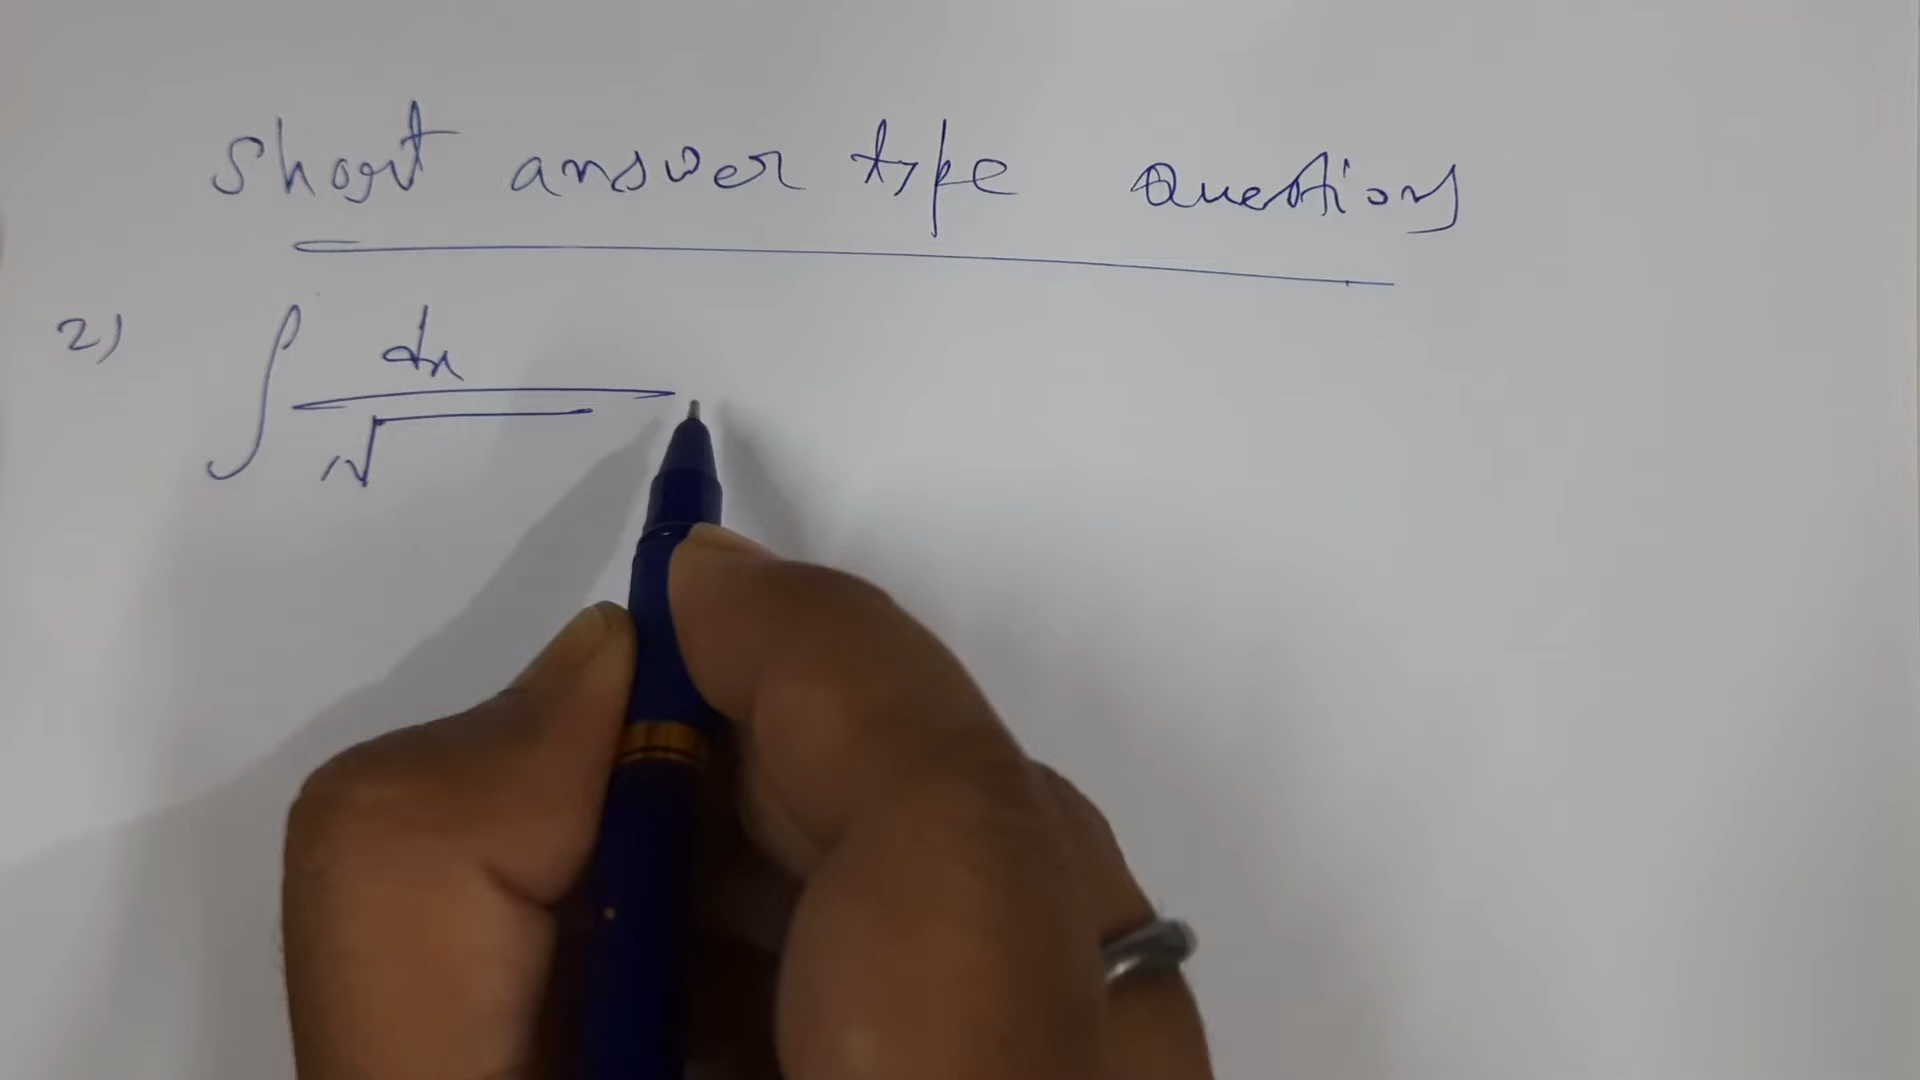 Short answer type Questions
2) ∫ dx / √